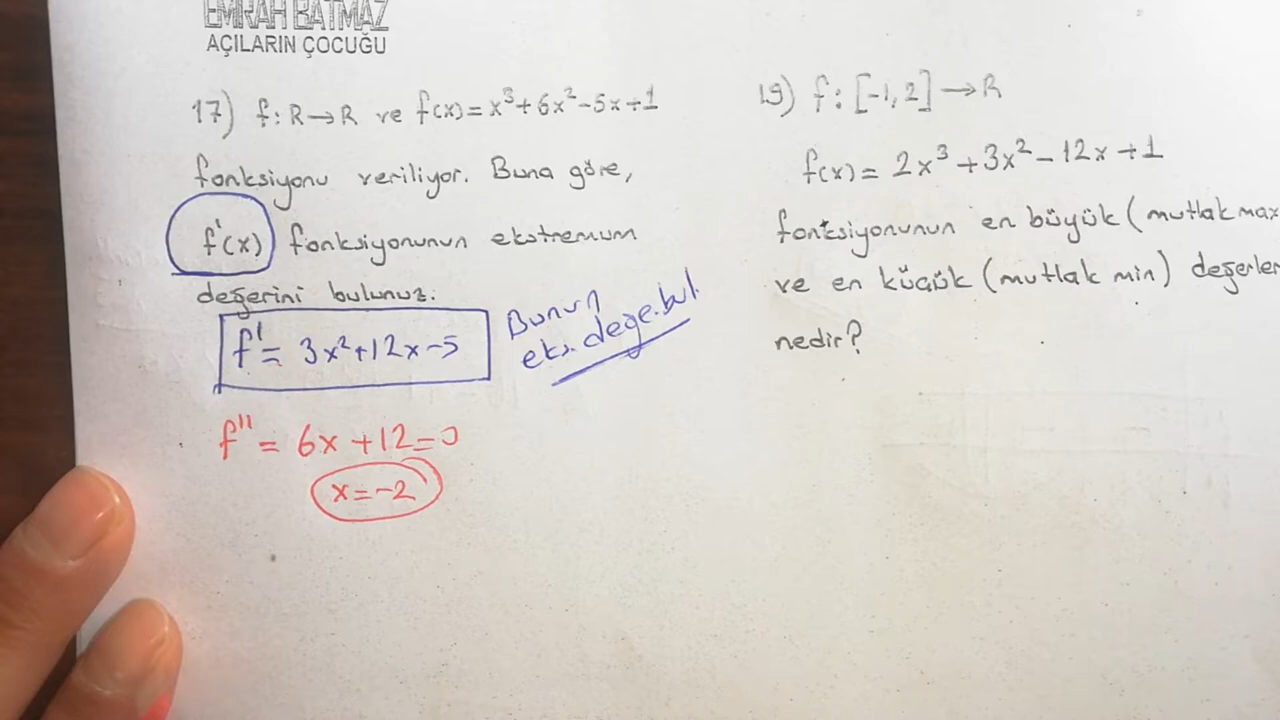 EMRAH BATMAZ
AÇILARIN ÇOCUĞU
17) f: R→R ve f(x)=x³+6x²-5x+1
fonksiyonu veriliyor. Buna göre,
f'(x) fonksiyonunun ekstremum
değerini bulunuz.
f'= 3x²+12x-5
Bunun
eks. değe. bul.
f''= 6x+12=0
x=-2
19) f: [-1,2]→R
f(x)= 2x³+3x²-12x+1
fonksiyonunun en büyük (mutlak max
ve en küçük (mutlak min) değerler
nedir?